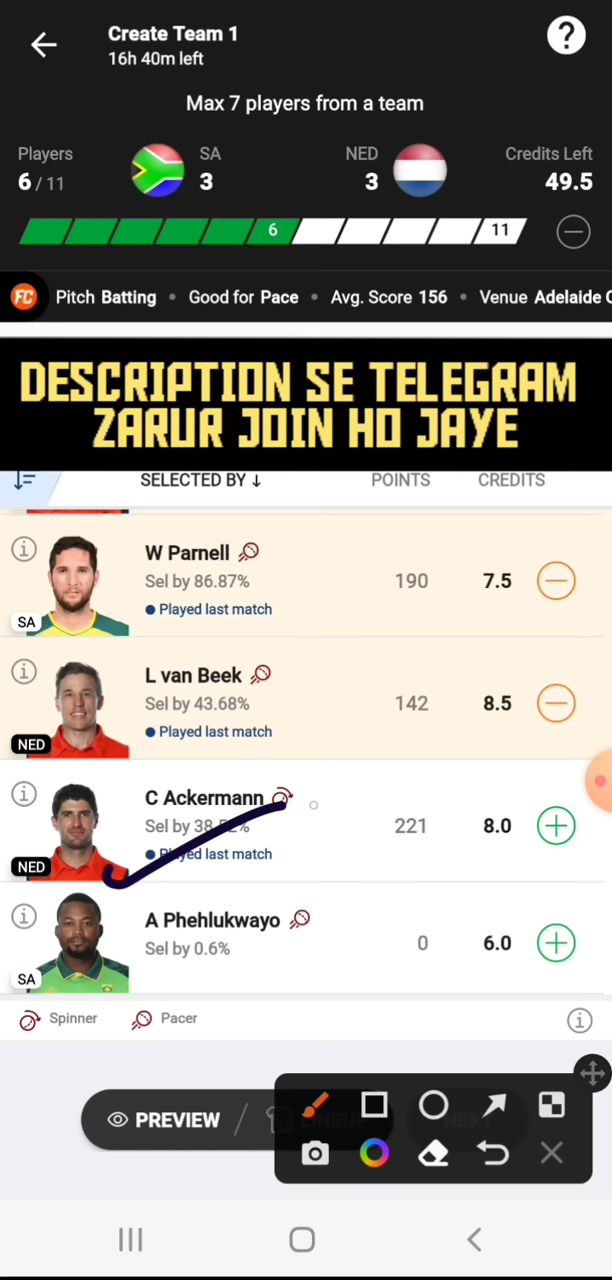 Create Team 1
16h 40m left
?
Max 7 players from a team
Players SA NED Credits Left
6 / 11 3 3 49.5
6 11
FC Pitch Batting • Good for Pace • Avg. Score 156 • Venue Adelaide
DESCRIPTION SE TELEGRAM
ZARUR JOIN HO JAYE
SELECTED BY ↓ POINTS CREDITS
W Parnell
Sel by 86.87% 190 7.5
SA • Played last match
L van Beek
Sel by 43.68% 142 8.5
NED • Played last match
C Ackermann
Sel by 221 8.0
NED • Played last match
A Phehlukwayo
Sel by 0.6% 0 6.0
SA
Spinner Pacer
PREVIEW /